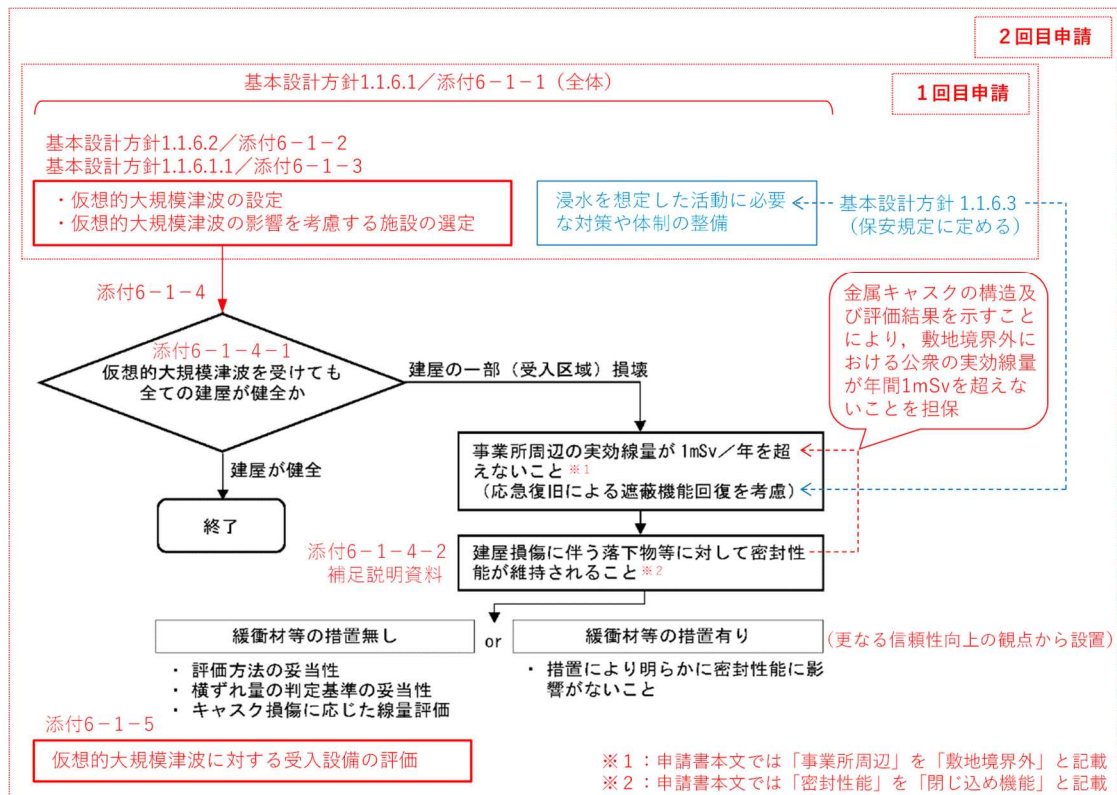 2回目申請
基本設計方針1.1.6.1／添付6－1－1（全体）
1回目申請
基本設計方針1.1.6.2／添付6－1－2
基本設計方針1.1.6.1.1／添付6－1－3
・仮想的大規模津波の設定
・仮想的大規模津波の影響を考慮する施設の選定
浸水を想定した活動に必要
な対策や体制の整備
基本設計方針 1.1.6.3
（保安規定に定める）
添付6－1－4
添付6－1－4－1
仮想的大規模津波を受けても
全ての建屋が健全か
建屋の一部（受入区域）損壊
金属キャスクの構造及
び評価結果を示すこと
により，敷地境界外に
おける公衆の実効線量
が年間1mSvを超えな
いことを担保
事業所周辺の実効線量が1mSv／年を超
えないこと※1
（応急復旧による遮蔽機能回復を考慮）
建屋が健全
終了
添付6－1－4－2
補足説明資料
建屋損傷に伴う落下物等に対して密封性
能が維持されること※2
緩衝材等の措置無し
or
緩衝材等の措置有り
（更なる信頼性向上の観点から設置）
・ 評価方法の妥当性
・ 横ずれ量の判定基準の妥当性
・ キャスク損傷に応じた線量評価
・ 措置により明らかに密封性能に影
響がないこと
添付6－1－5
仮想的大規模津波に対する受入設備の評価
※1：申請書本文では「事業所周辺」を「敷地境界外」と記載
※2：申請書本文では「密封性能」を「閉じ込め機能」と記載